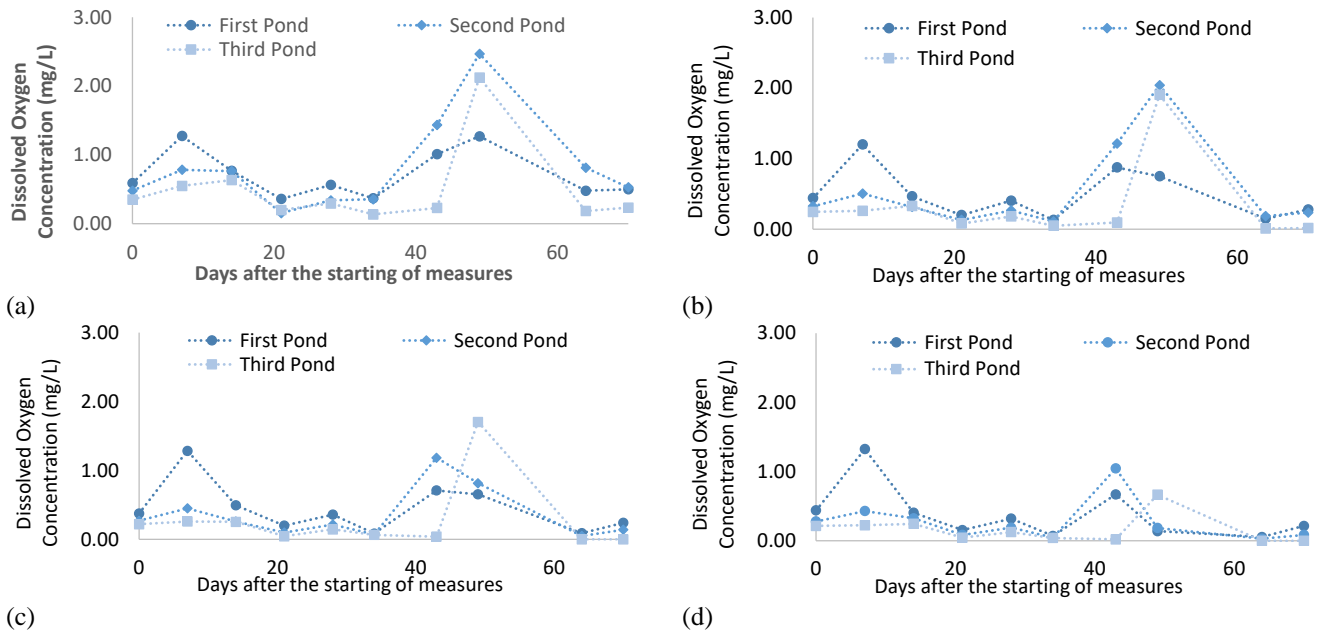 3.00
2.00
1.00
0.00
0
20
40
60
Dissolved Oxygen
Concentration (mg/L)
Days after the starting of measures
First Pond
Second Pond
Third Pond
(a)
3.00
2.00
1.00
0.00
0
20
40
60
Dissolved Oxygen
Concentration (mg/L)
Days after the starting of measures
First Pond
Second Pond
Third Pond
(b)
3.00
2.00
1.00
0.00
0
20
40
60
Dissolved Oxygen
Concentration (mg/L)
Days after the starting of measures
First Pond
Second Pond
Third Pond
(c)
3.00
2.00
1.00
0.00
0
20
40
60
Dissolved Oxygen
Concentration (mg/L)
Days after the starting of measures
First Pond
Second Pond
Third Pond
(d)